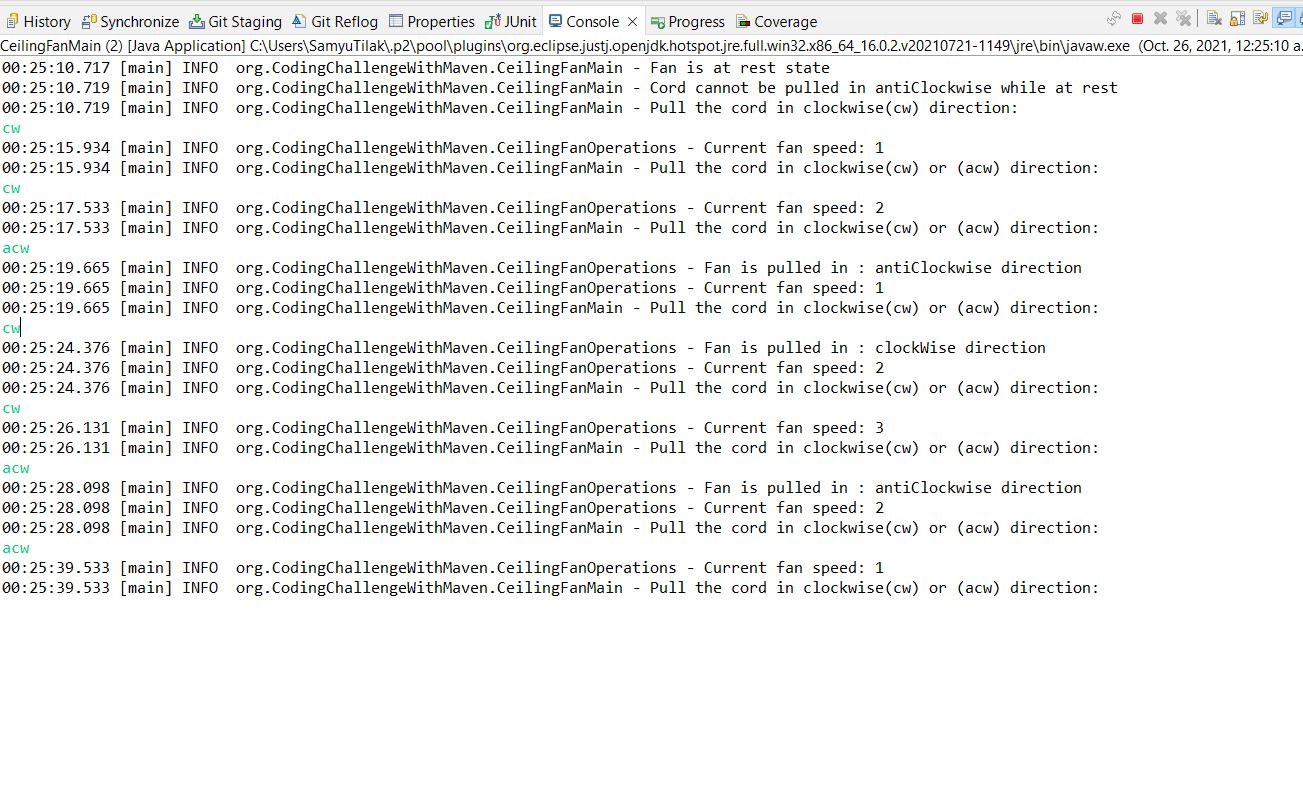 History Synchronize Git Staging Git Reflog Properties JUnit Console Progress Coverage
CeilingFanMain (2) [Java Application] C:\Users\SamyuTilak\.p2\pool\plugins\org.eclipse.justj.openjdk.hotspot.jre.full.win32.x86_64_16.0.2.v20210721-1149\jre\bin\javaw.exe (Oct. 26, 2021, 12:25:10 a.
00:25:10.717 [main] INFO  org.CodingChallengeWithMaven.CeilingFanMain - Fan is at rest state
00:25:10.719 [main] INFO  org.CodingChallengeWithMaven.CeilingFanMain - Cord cannot be pulled in antiClockwise while at rest
00:25:10.719 [main] INFO  org.CodingChallengeWithMaven.CeilingFanMain - Pull the cord in clockwise(cw) direction:
cw
00:25:15.934 [main] INFO  org.CodingChallengeWithMaven.CeilingFanOperations - Current fan speed: 1
00:25:15.934 [main] INFO  org.CodingChallengeWithMaven.CeilingFanMain - Pull the cord in clockwise(cw) or (acw) direction:
cw
00:25:17.533 [main] INFO  org.CodingChallengeWithMaven.CeilingFanOperations - Current fan speed: 2
00:25:17.533 [main] INFO  org.CodingChallengeWithMaven.CeilingFanMain - Pull the cord in clockwise(cw) or (acw) direction:
acw
00:25:19.665 [main] INFO  org.CodingChallengeWithMaven.CeilingFanOperations - Fan is pulled in : antiClockwise direction
00:25:19.665 [main] INFO  org.CodingChallengeWithMaven.CeilingFanOperations - Current fan speed: 1
00:25:19.665 [main] INFO  org.CodingChallengeWithMaven.CeilingFanMain - Pull the cord in clockwise(cw) or (acw) direction:
cw
00:25:24.376 [main] INFO  org.CodingChallengeWithMaven.CeilingFanOperations - Fan is pulled in : clockWise direction
00:25:24.376 [main] INFO  org.CodingChallengeWithMaven.CeilingFanOperations - Current fan speed: 2
00:25:24.376 [main] INFO  org.CodingChallengeWithMaven.CeilingFanMain - Pull the cord in clockwise(cw) or (acw) direction:
cw
00:25:26.131 [main] INFO  org.CodingChallengeWithMaven.CeilingFanOperations - Current fan speed: 3
00:25:26.131 [main] INFO  org.CodingChallengeWithMaven.CeilingFanMain - Pull the cord in clockwise(cw) or (acw) direction:
acw
00:25:28.098 [main] INFO  org.CodingChallengeWithMaven.CeilingFanOperations - Fan is pulled in : antiClockwise direction
00:25:28.098 [main] INFO  org.CodingChallengeWithMaven.CeilingFanOperations - Current fan speed: 2
00:25:28.098 [main] INFO  org.CodingChallengeWithMaven.CeilingFanMain - Pull the cord in clockwise(cw) or (acw) direction:
acw
00:25:39.533 [main] INFO  org.CodingChallengeWithMaven.CeilingFanOperations - Current fan speed: 1
00:25:39.533 [main] INFO  org.CodingChallengeWithMaven.CeilingFanMain - Pull the cord in clockwise(cw) or (acw) direction: